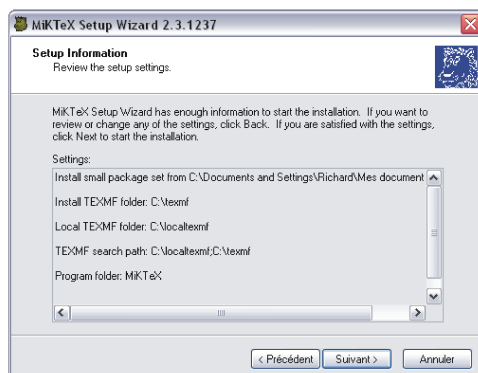 MiKTeX Setup Wizard 2.3.1237
Setup Information
Review the setup settings.
MiKTeX Setup Wizard has enough information to start the installation. If you want to
review or change any of the settings, click Back. If you are satisfied with the settings,
click Next to start the installation.
Settings:
Install small package set from C:\Documents and Settings\Richard\Mes document
Install TEXMF folder: C:\texmf
Local TEXMF folder: C:\localtexmf
TEXMF search path: C:\localtexmf;C:\texmf
Program folder: MiKTeX
< Précédent Suivant > Annuler